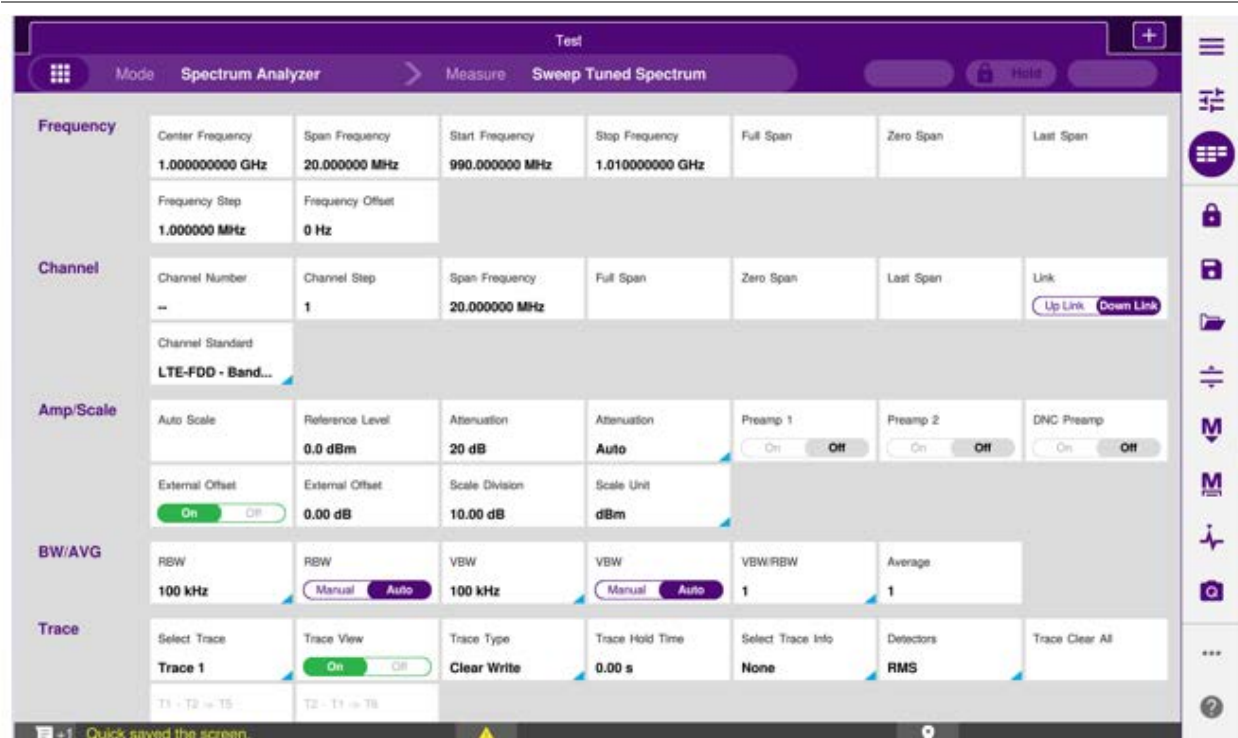 Test
+
Mode Spectrum Analyzer Measure Sweep Tuned Spectrum Hold
Frequency
Center Frequency Span Frequency Start Frequency Stop Frequency Full Span Zero Span Last Span
1.000000000 GHz 20.000000 MHz 990.000000 MHz 1.010000000 GHz
Frequency Step Frequency Offset
1.000000 MHz 0 Hz
Channel
Channel Number Channel Step Span Frequency Full Span Zero Span Last Span Link
-- 1 20.000000 MHz Up Link Down Link
Channel Standard
LTE-FDD - Band...
Amp/Scale
Auto Scale Reference Level Attenuation Attenuation Preamp 1 Preamp 2 DNC Preamp
0.0 dBm 20 dB Auto On Off On Off On Off
External Offset External Offset Scale Division Scale Unit
On Off 0.00 dB 10.00 dB dBm
BW/AVG
RBW RBW VBW VBW VBW/RBW Average
100 kHz Manual Auto 100 kHz Manual Auto 1 1
Trace
Select Trace Trace View Trace Type Trace Hold Time Select Trace Info Detectors Trace Clear All
Trace 1 On Off Clear Write 0.00 s None RMS
T1 - T2 -> T5 T2 - T1 -> T6
+1 Quick saved the screen.
M
M